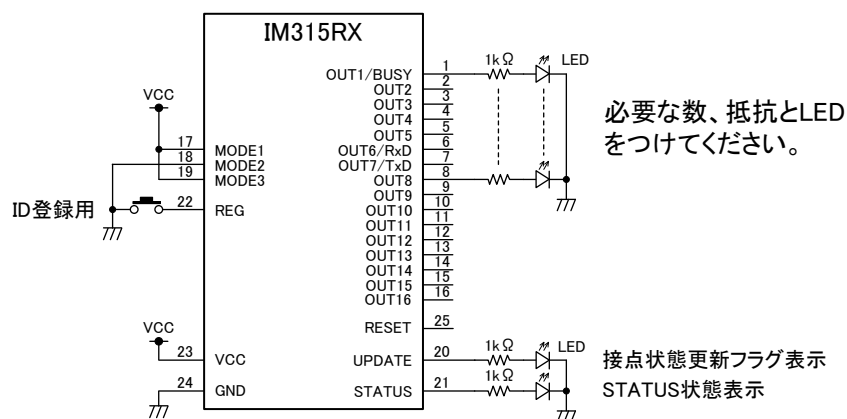 IM315RX
1kΩ
LED
OUT1/BUSY 1
OUT2 2
OUT3 3
OUT4 4
OUT5 5
OUT6/RxD 6
OUT7/TxD 7
OUT8 8
OUT9 9
OUT10 10
OUT11 11
OUT12 12
OUT13 13
OUT14 14
OUT15 15
OUT16 16
必要な数、抵抗とLED
をつけてください。
VCC
17 MODE1
18 MODE2
19 MODE3
ID登録用
22 REG
RESET 25
VCC
23 VCC
24 GND
UPDATE 20
1kΩ
LED
接点状態更新フラグ表示
STATUS 21
1kΩ
STATUS状態表示